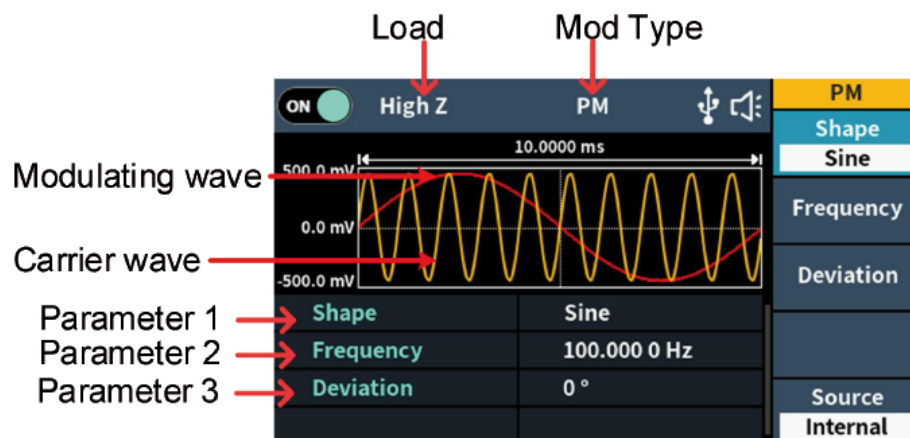 Load
Mod Type
ON
High Z
PM
PM
Shape
Sine
10.0000 ms
500.0 mV
Modulating wave
Frequency
0.0 mV
Carrier wave
Deviation
-500.0 mV
Parameter 1
Shape
Sine
Parameter 2
Frequency
100.000 0 Hz
Parameter 3
Deviation
0 °
Source
Internal